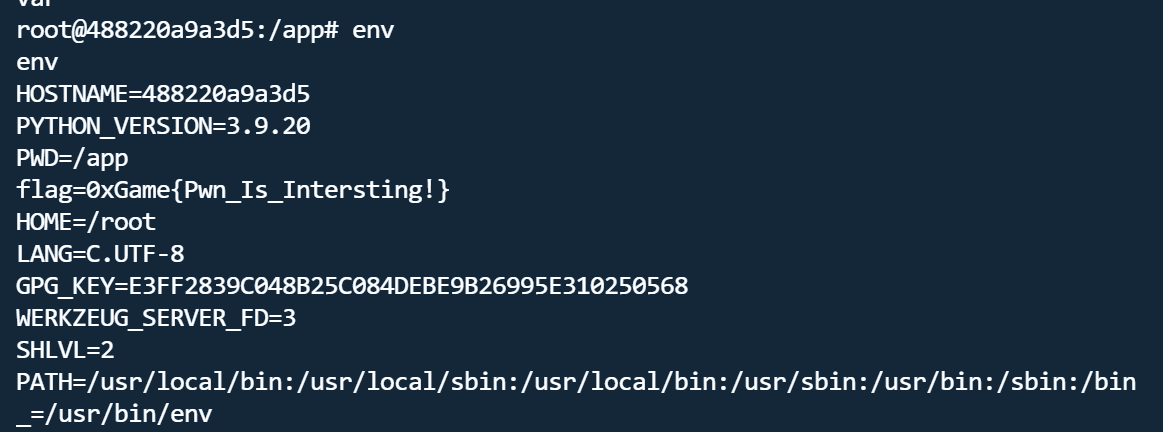 var
root@488220a9a3d5:/app# env
env
HOSTNAME=488220a9a3d5
PYTHON_VERSION=3.9.20
PWD=/app
flag=0xGame{Pwn_Is_Intersting!}
HOME=/root
LANG=C.UTF-8
GPG_KEY=E3FF2839C048B25C084DEBE9B26995E310250568
WERKZEUG_SERVER_FD=3
SHLVL=2
PATH=/usr/local/bin:/usr/local/sbin:/usr/local/bin:/usr/sbin:/usr/bin:/sbin:/bin
_=/usr/bin/env